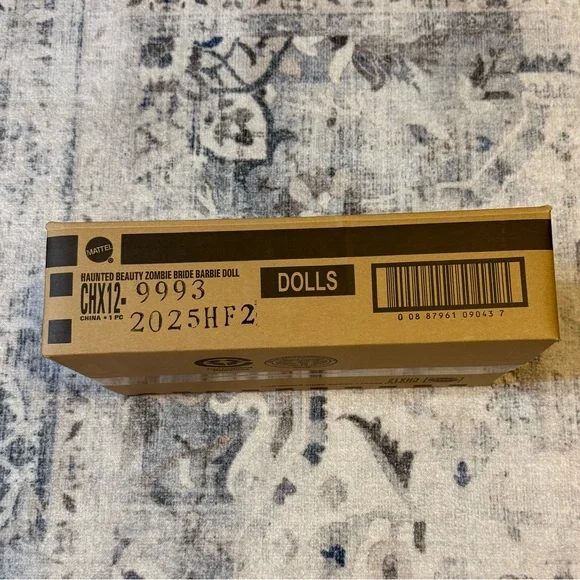 MATTEL
HAUNTED BEAUTY ZOMBIE BRIDE BARBIE DOLL
CHX12- 9993
CHINA • 1 PC
2025HF2
DOLLS
0 08 87961 09043 7